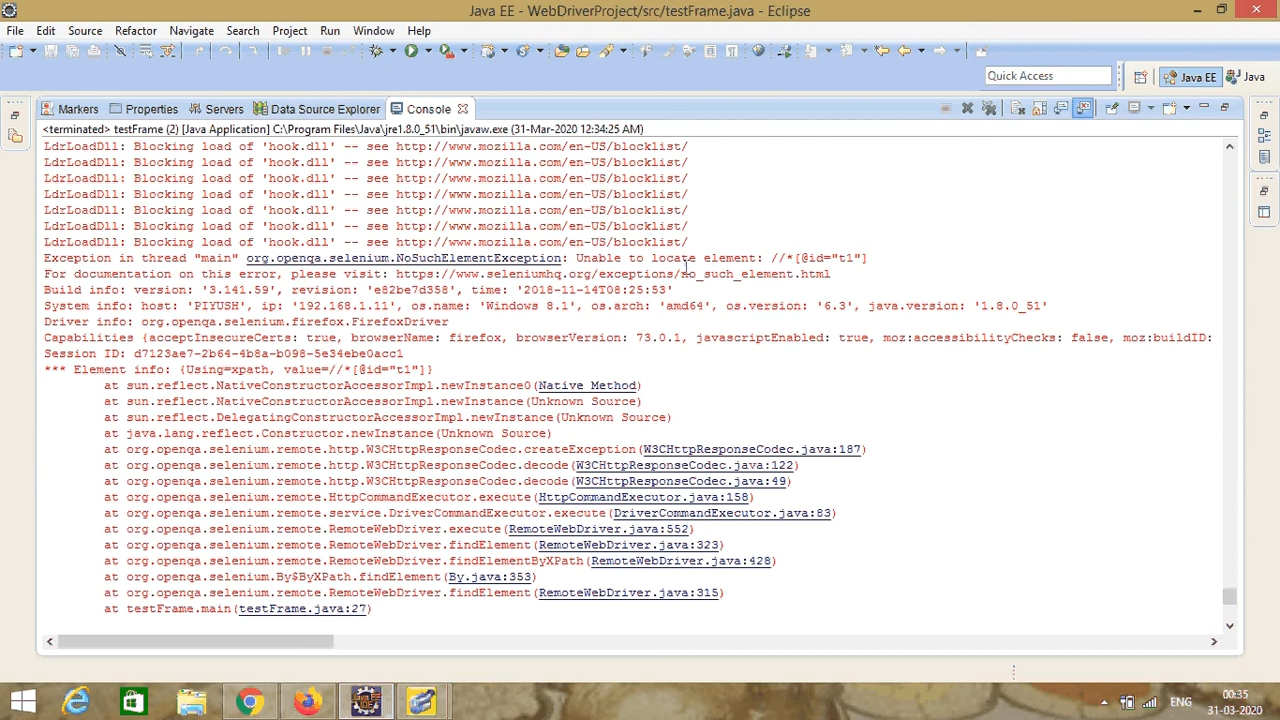 Java EE - WebDriverProject/src/testFrame.java - Eclipse
File Edit Source Refactor Navigate Search Project Run Window Help
Quick Access
Java EE
Java
Markers Properties Servers Data Source Explorer Console
<terminated> testFrame (2) [Java Application] C:\Program Files\Java\jre1.8.0_51\bin\javaw.exe (31-Mar-2020 12:34:25 AM)
LdrLoadDll: Blocking load of 'hook.dll' -- see http://www.mozilla.com/en-US/blocklist/
LdrLoadDll: Blocking load of 'hook.dll' -- see http://www.mozilla.com/en-US/blocklist/
LdrLoadDll: Blocking load of 'hook.dll' -- see http://www.mozilla.com/en-US/blocklist/
LdrLoadDll: Blocking load of 'hook.dll' -- see http://www.mozilla.com/en-US/blocklist/
LdrLoadDll: Blocking load of 'hook.dll' -- see http://www.mozilla.com/en-US/blocklist/
LdrLoadDll: Blocking load of 'hook.dll' -- see http://www.mozilla.com/en-US/blocklist/
LdrLoadDll: Blocking load of 'hook.dll' -- see http://www.mozilla.com/en-US/blocklist/
Exception in thread "main" org.openqa.selenium.NoSuchElementException: Unable to locate element: //*[@id="t1"]
For documentation on this error, please visit: https://www.seleniumhq.org/exceptions/no_such_element.html
Build info: version: '3.141.59', revision: 'e82be7d358', time: '2018-11-14T08:25:53'
System info: host: 'PIYUSH', ip: '192.168.1.11', os.name: 'Windows 8.1', os.arch: 'amd64', os.version: '6.3', java.version: '1.8.0_51'
Driver info: org.openqa.selenium.firefox.FirefoxDriver
Capabilities {acceptInsecureCerts: true, browserName: firefox, browserVersion: 73.0.1, javascriptEnabled: true, moz:accessibilityChecks: false, moz:buildID:
Session ID: d7123ae7-2b64-4b8a-b098-5e34ebe0acc1
*** Element info: {Using=xpath, value=//*[@id="t1"]}
at sun.reflect.NativeConstructorAccessorImpl.newInstance0(Native Method)
at sun.reflect.NativeConstructorAccessorImpl.newInstance(Unknown Source)
at sun.reflect.DelegatingConstructorAccessorImpl.newInstance(Unknown Source)
at java.lang.reflect.Constructor.newInstance(Unknown Source)
at org.openqa.selenium.remote.http.W3CHttpResponseCodec.createException(W3CHttpResponseCodec.java:187)
at org.openqa.selenium.remote.http.W3CHttpResponseCodec.decode(W3CHttpResponseCodec.java:122)
at org.openqa.selenium.remote.http.W3CHttpResponseCodec.decode(W3CHttpResponseCodec.java:49)
at org.openqa.selenium.remote.HttpCommandExecutor.execute(HttpCommandExecutor.java:158)
at org.openqa.selenium.remote.service.DriverCommandExecutor.execute(DriverCommandExecutor.java:83)
at org.openqa.selenium.remote.RemoteWebDriver.execute(RemoteWebDriver.java:552)
at org.openqa.selenium.remote.RemoteWebDriver.findElement(RemoteWebDriver.java:323)
at org.openqa.selenium.remote.RemoteWebDriver.findElementByXPath(RemoteWebDriver.java:428)
at org.openqa.selenium.By$ByXPath.findElement(By.java:353)
at org.openqa.selenium.remote.RemoteWebDriver.findElement(RemoteWebDriver.java:315)
at testFrame.main(testFrame.java:27)
ENG
00:35
31-03-2020